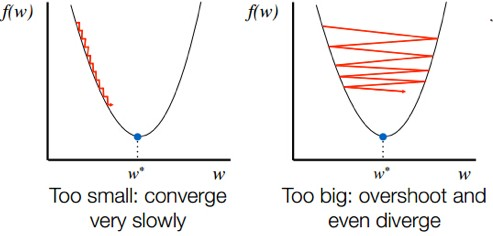 f(w)
w*
w
Too small: converge
very slowly
f(w)
w*
w
Too big: overshoot and
even diverge